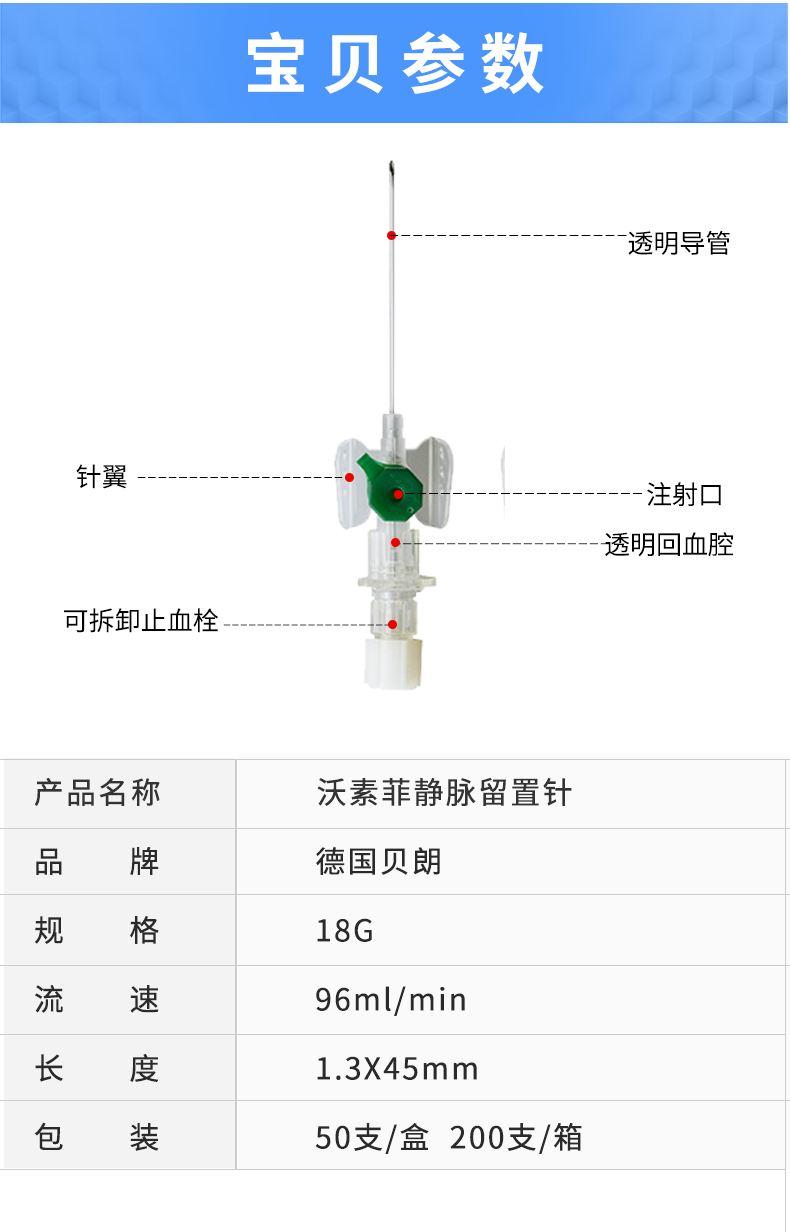 宝贝参数
透明导管
针翼
注射口
透明回血腔
可拆卸止血栓
产品名称 沃素菲静脉留置针
品 牌 德国贝朗
规 格 18G
流 速 96ml/min
长 度 1.3X45mm
包 装 50支/盒 200支/箱